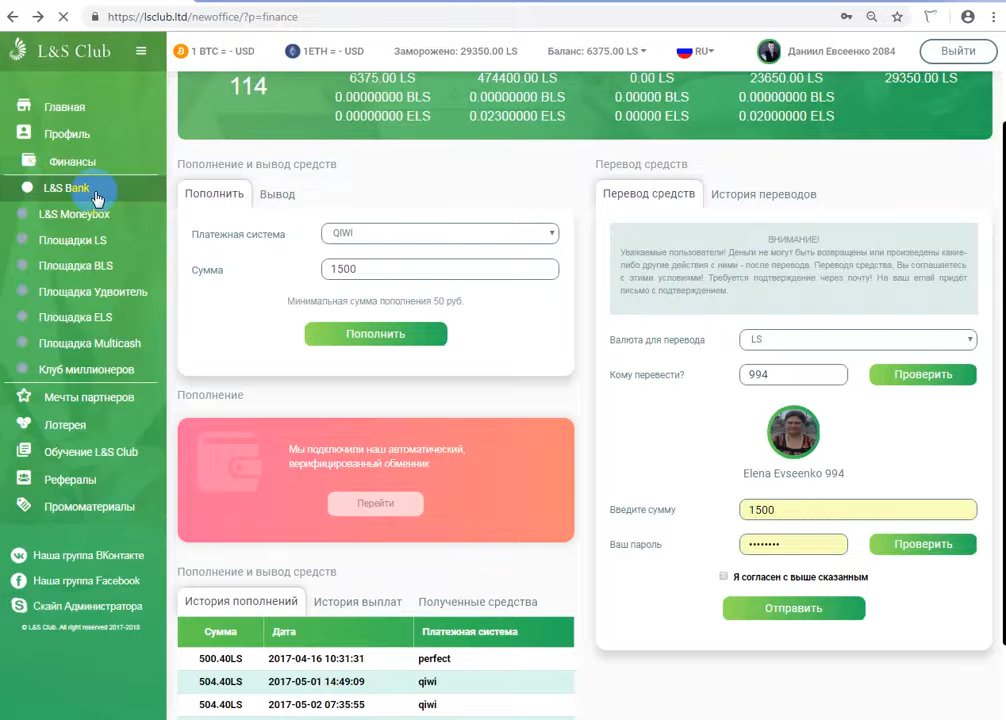 https://lsclub.ltd/newoffice/?p=finance
L&S Club
1 BTC = - USD
1ETH = - USD
Заморожено: 29350.00 LS
Баланс: 6375.00 LS
RU
Даниил Евсеенко 2084
Выйти
Главная
Профиль
Финансы
L&S Bank
L&S Moneybox
Площадки LS
Площадка BLS
Площадка Удвоитель
Площадка ELS
Площадка Multicash
Клуб миллионеров
Мечты партнеров
Лотерея
Обучение L&S Club
Рефералы
Промоматериалы
Наша группа ВКонтакте
Наша группа Facebook
Скайп Администратора
© L&S Club. All right reserved 2017-2018
114
6375.00 LS
0.00000000 BLS
0.00000000 ELS
474400.00 LS
0.00000000 BLS
0.02300000 ELS
0.00 LS
0.00000 BLS
0.00000 ELS
23650.00 LS
0.00000000 BLS
0.02000000 ELS
29350.00 LS
Пополнение и вывод средств
Пополнить
Вывод
Платежная система
QIWI
Сумма
1500
Минимальная сумма пополнения 50 руб.
Пополнить
Пополнение
Мы подключили наш автоматический,
верифицированный обменник
Перейти
Пополнение и вывод средств
История пополнений
История выплат
Полученные средства
Сумма Дата Платежная система
500.40LS 2017-04-16 10:31:31 perfect
504.40LS 2017-05-01 14:49:09 qiwi
504.40LS 2017-05-02 07:35:55 qiwi
Перевод средств
Перевод средств
История переводов
ВНИМАНИЕ!
Уважаемые пользователи! Деньги не могут быть возвращены или произведены какие-
либо другие действия с ними - после перевода. Переводя средства, Вы соглашаетесь
с этими условиями! Требуется подтверждение через почту! На ваш email придёт
письмо с подтверждением.
Валюта для перевода
LS
Кому перевести?
994
Проверить
Elena Evseenko 994
Введите сумму
1500
Ваш пароль
••••••••
Проверить
Я согласен с выше сказанным
Отправить